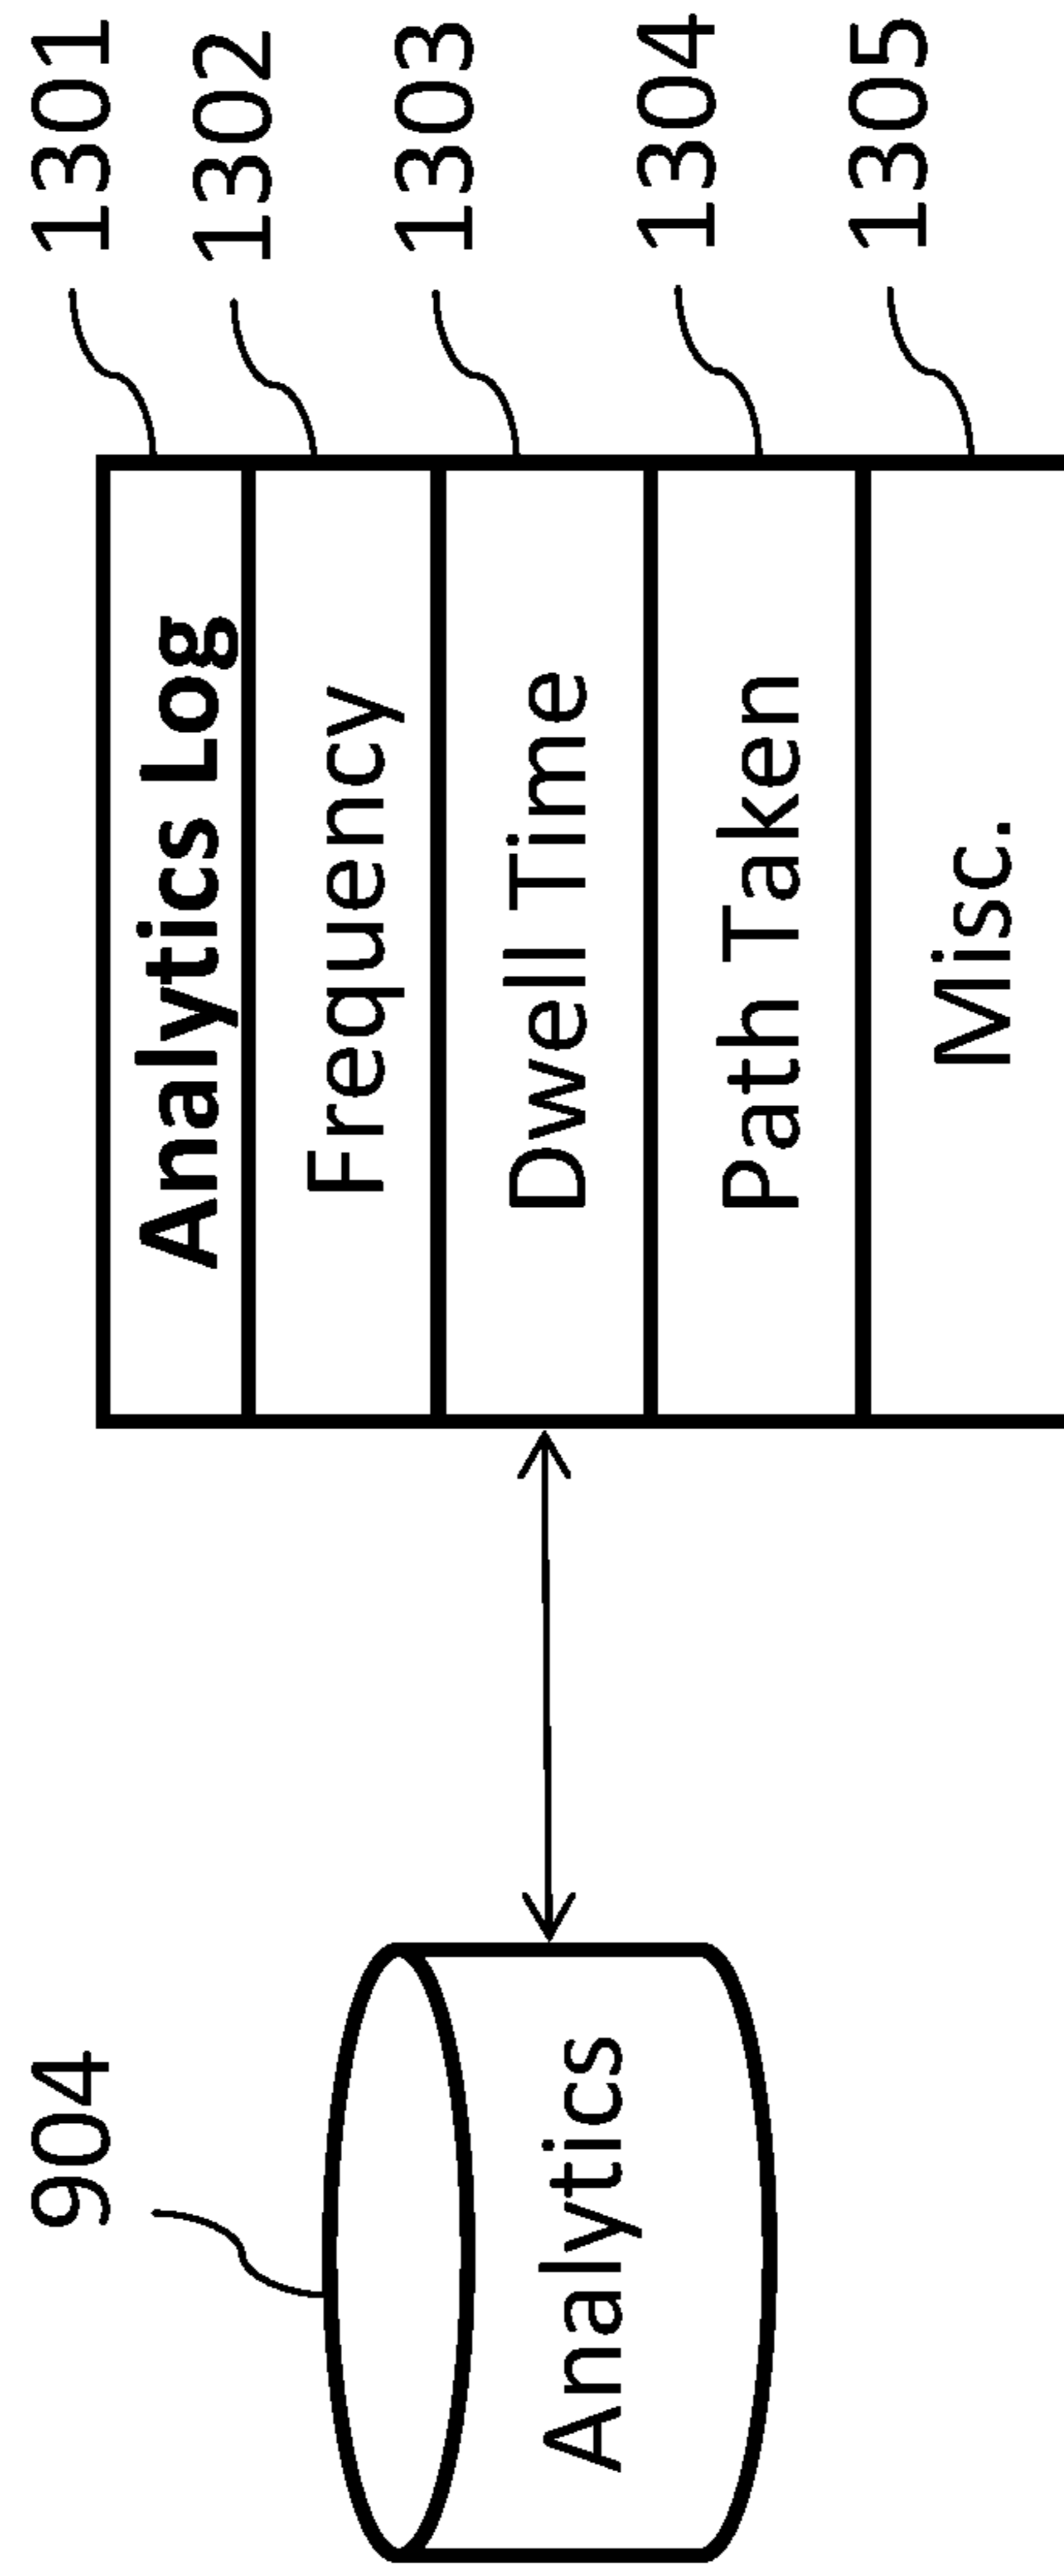 904
Analytics
Analytics Log
1301
Frequency
1302
Dwell Time
1303
Path Taken
1304
Misc.
1305